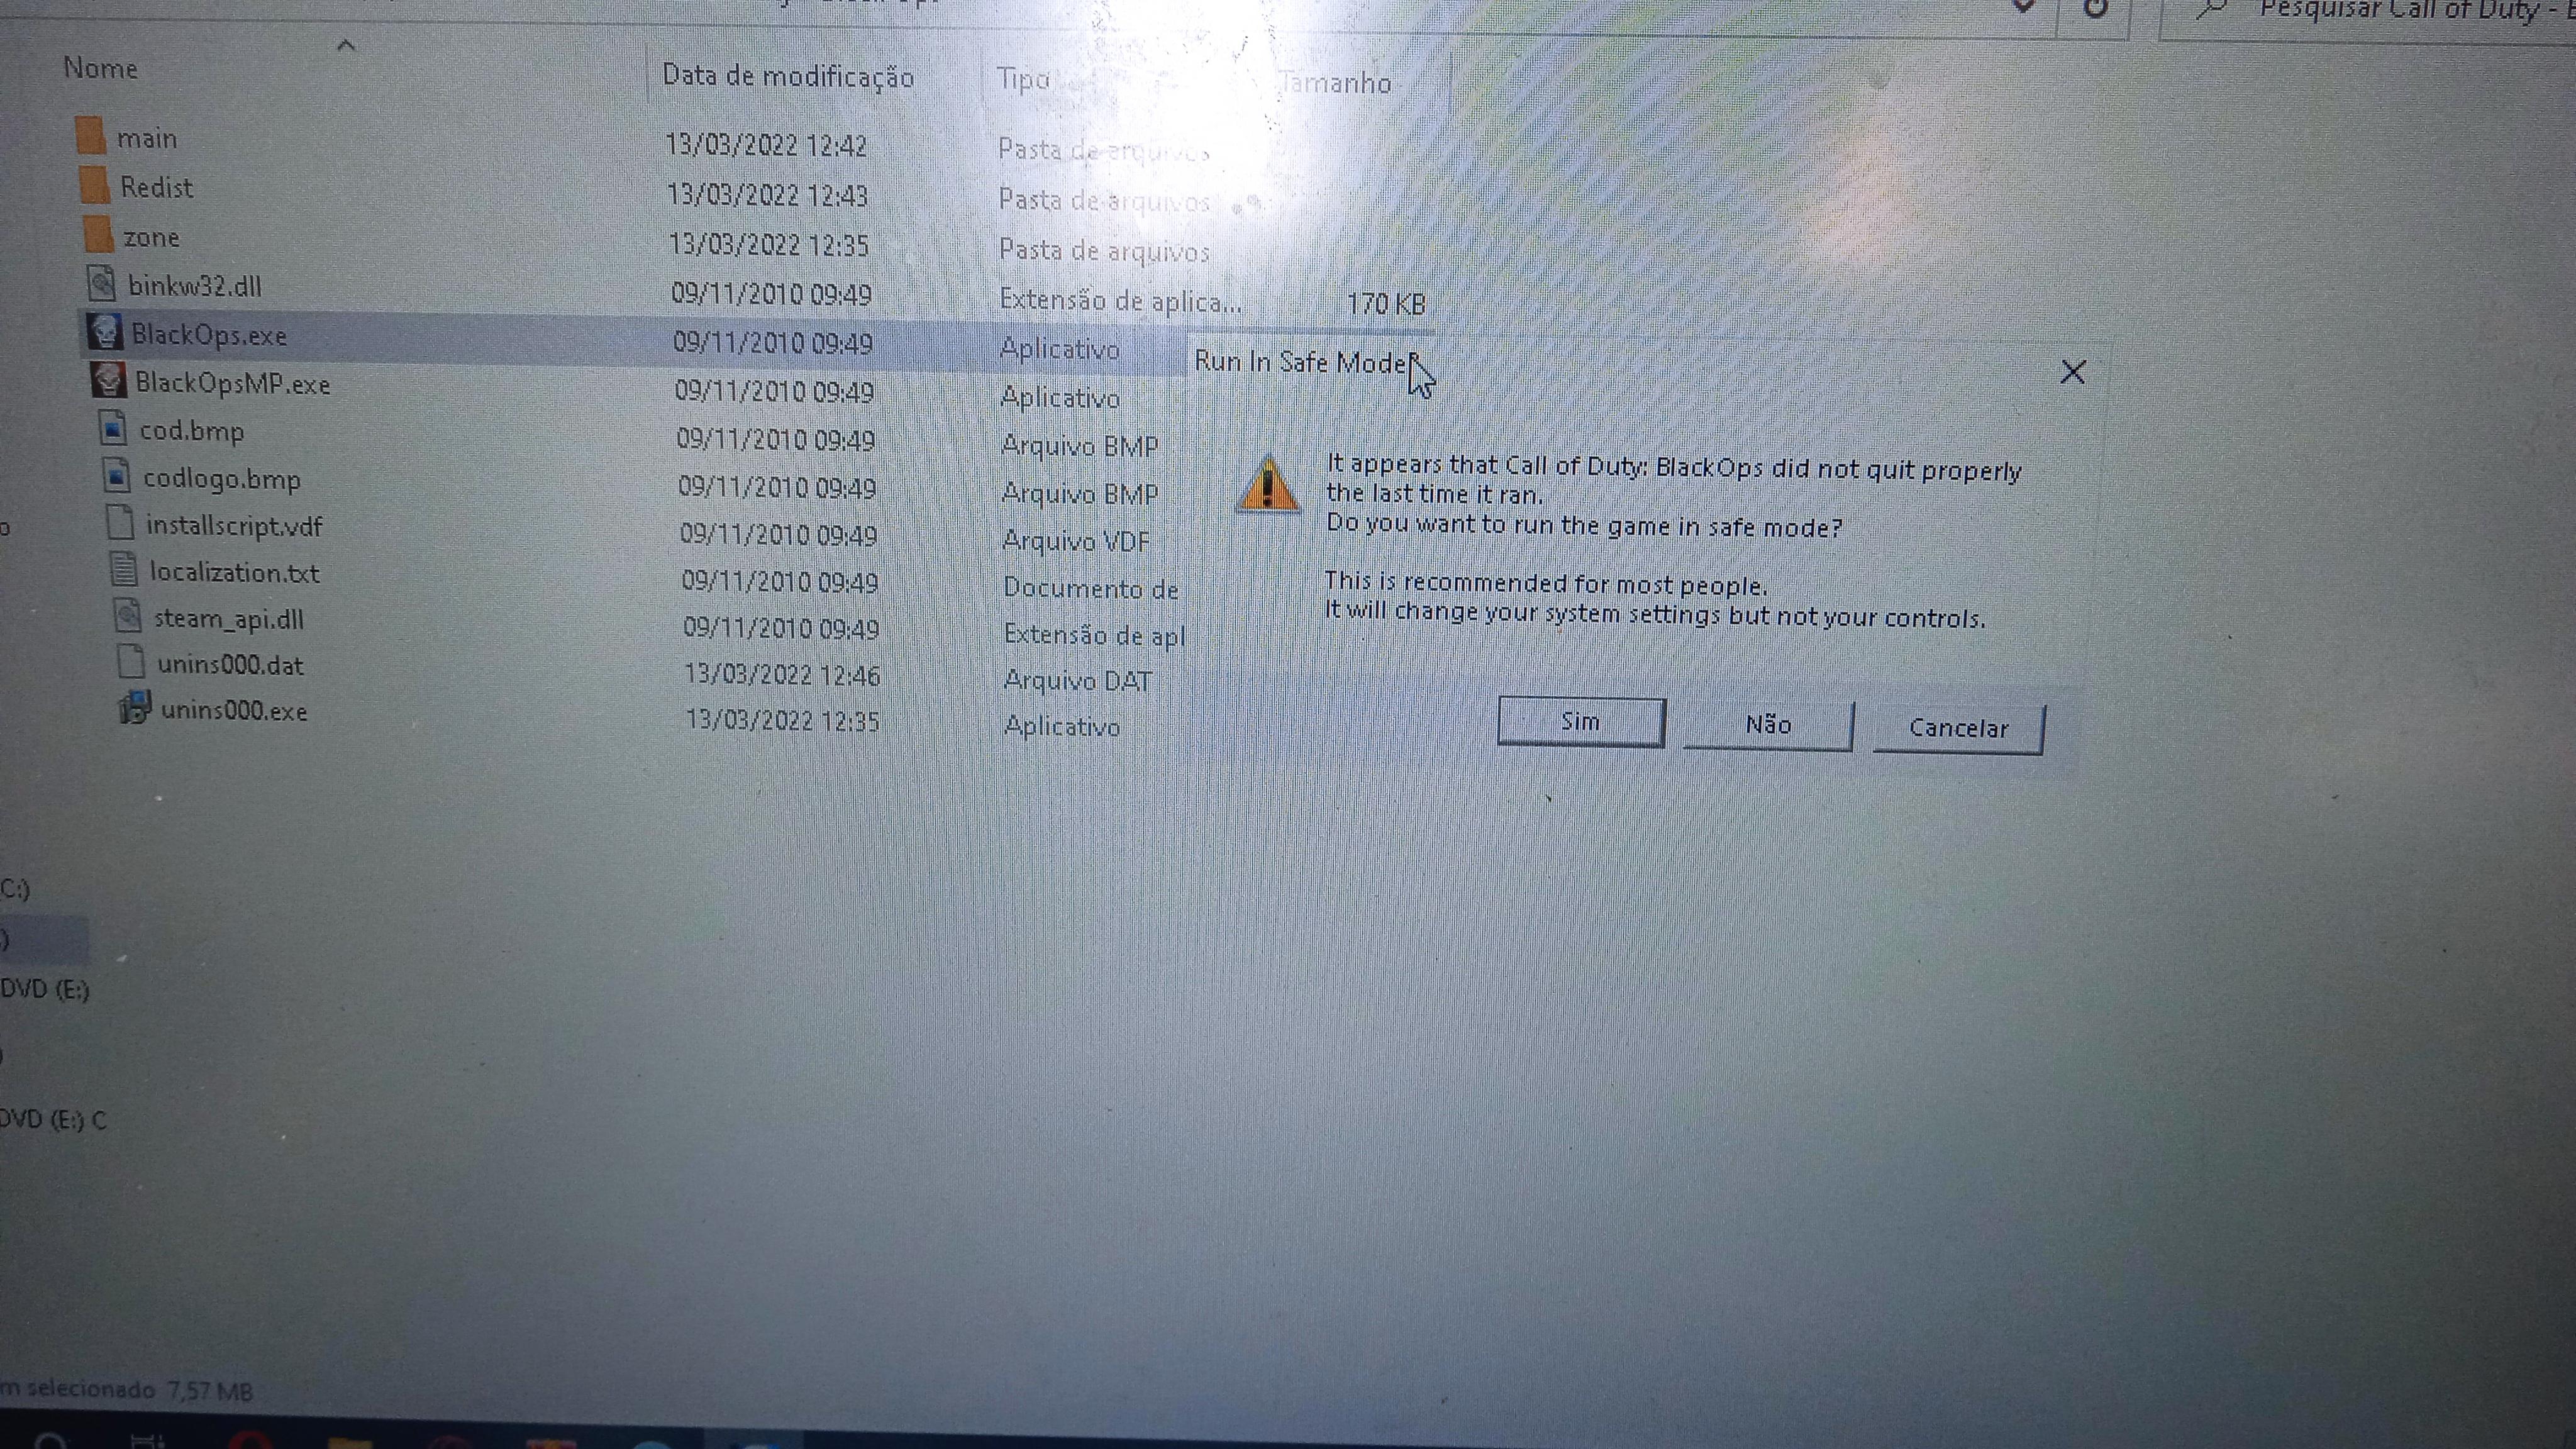 Pesquisar Call of Duty -
Nome Data de modificação Tipo Tamanho
main 13/03/2022 12:42 Pasta de arquivos
Redist 13/03/2022 12:43 Pasta de arquivos
zone 13/03/2022 12:35 Pasta de arquivos
binkw32.dll 09/11/2010 09:49 Extensão de aplica... 170 KB
BlackOps.exe 09/11/2010 09:49 Aplicativo
BlackOpsMP.exe 09/11/2010 09:49 Aplicativo
cod.bmp 09/11/2010 09:49 Arquivo BMP
codlogo.bmp 09/11/2010 09:49 Arquivo BMP
installscript.vdf 09/11/2010 09:49 Arquivo VDF
localization.txt 09/11/2010 09:49 Documento de
steam_api.dll 09/11/2010 09:49 Extensão de apl
unins000.dat 13/03/2022 12:46 Arquivo DAT
unins000.exe 13/03/2022 12:35 Aplicativo
Run In Safe Mode?
It appears that Call of Duty: BlackOps did not quit properly
the last time it ran.
Do you want to run the game in safe mode?
This is recommended for most people.
It will change your system settings but not your controls.
Sim Não Cancelar
C:)
)
DVD (E:)
)
DVD (E:) C
m selecionado 7,57 MB